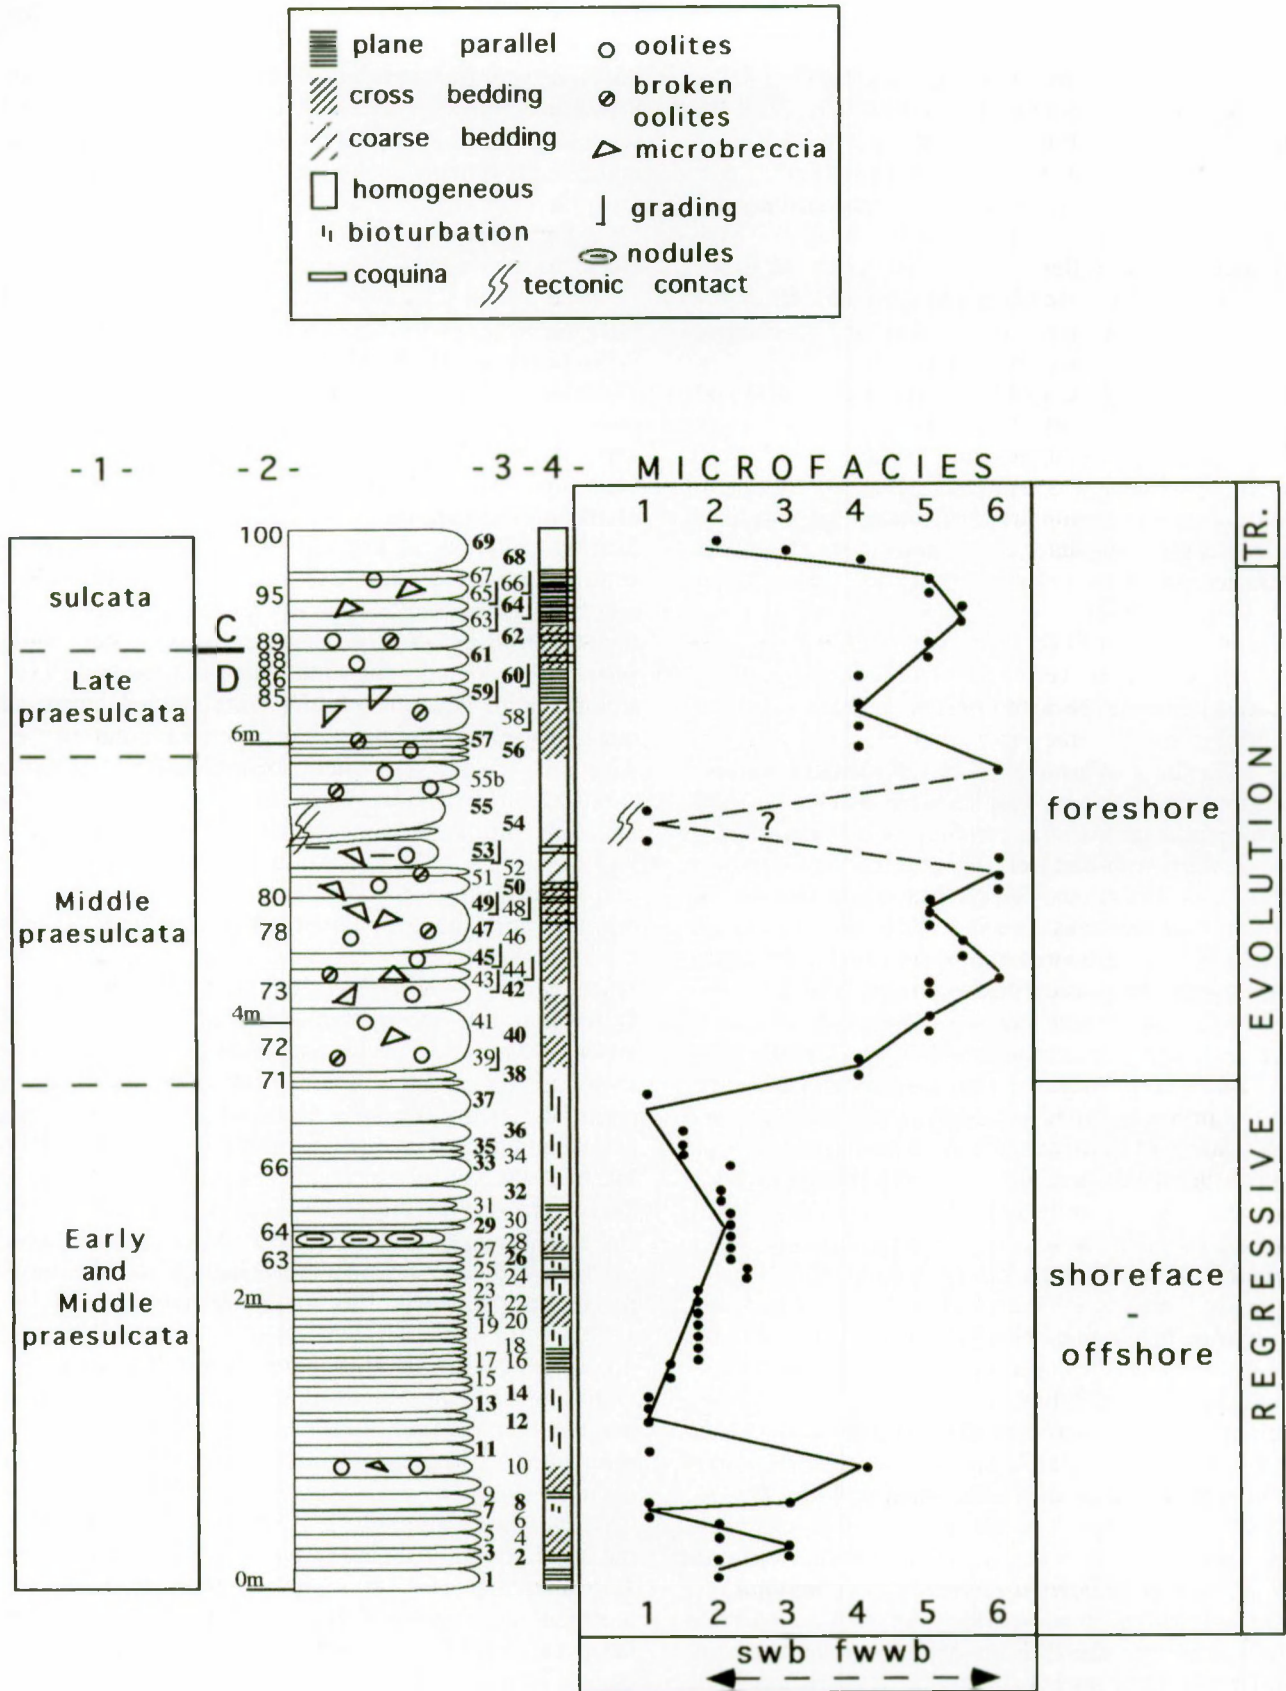 plane parallel
cross bedding
coarse bedding
homogeneous
bioturbation
coquina
oolites
broken
oolites
microbreccia
grading
nodules
tectonic contact
-1-
-2-
-3-4-
MICROFACIES
1 2 3 4 5 6
sulcata
Late
praesulcata
Middle
praesulcata
Early
and
Middle
praesulcata
C
D
100
95
89
88
86
85
6m
80
78
73
4m
72
71
66
64
63
2m
0m
69
68
67
66
65
64
63
62
61
60
59
58
57
56
55b
55
54
53
52
51
50
49
48
47
46
45
44
43
42
41
40
39
38
37
36
35
34
33
32
31
30
29
28
27
26
25
24
23
22
21
20
19
18
17
16
15
14
13
12
11
10
9
8
7
6
5
4
3
2
1
?
foreshore
shoreface
-
offshore
TR.
REGRESSIVE EVOLUTION
1 2 3 4 5 6
swb fwwb